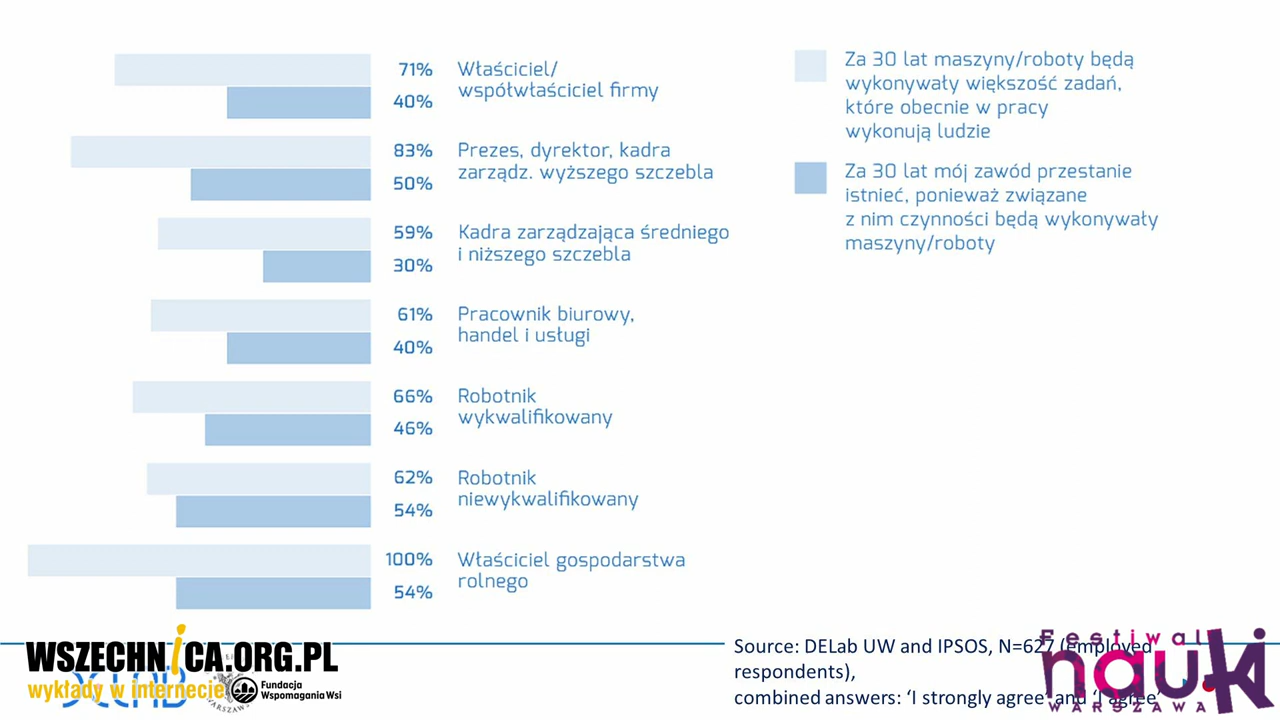 71%
40%
Właściciel/
współwłaściciel firmy
83%
50%
Prezes, dyrektor, kadra
zarządz. wyższego szczebla
59%
30%
Kadra zarządzająca średniego
i niższego szczebla
61%
40%
Pracownik biurowy,
handel i usługi
66%
46%
Robotnik
wykwalifikowany
62%
54%
Robotnik
niewykwalifikowany
100%
54%
Właściciel gospodarstwa
rolnego
Za 30 lat maszyny/roboty będą
wykonywały większość zadań,
które obecnie w pracy
wykonują ludzie
Za 30 lat mój zawód przestanie
istnieć, ponieważ związane
z nim czynności będą wykonywały
maszyny/roboty
Source: DELab UW and IPSOS, N=627 (employed
respondents),
combined answers: ‘I strongly agree’ and ‘I agree’
WSZECHNICA.ORG.PL
wykłady w internecie
Fundacja
Wspomagania Wsi
DELAB
Festiwal
nauki
WARSZAWA